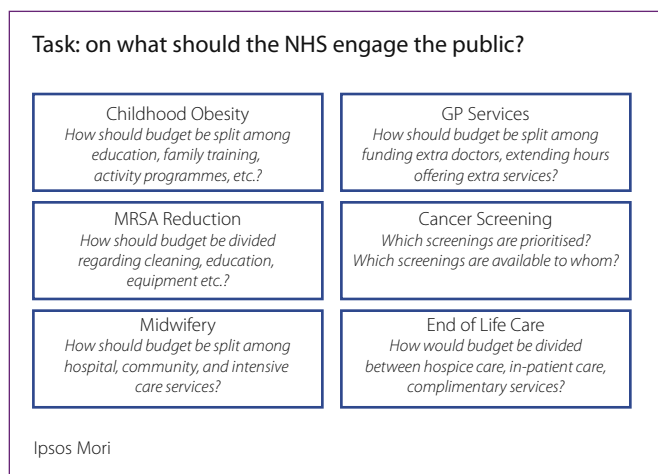 Task: on what should the NHS engage the public?
Childhood Obesity
How should budget be split among
education, family training,
activity programmes, etc.?
GP Services
How should budget be split among
funding extra doctors, extending hours
offering extra services?
MRSA Reduction
How should budget be divided
regarding cleaning, education,
equipment etc.?
Cancer Screening
Which screenings are prioritised?
Which screenings are available to whom?
Midwifery
How should budget be split among
hospital, community, and intensive
care services?
End of Life Care
How would budget be divided
between hospice care, in-patient care,
complimentary services?
Ipsos Mori